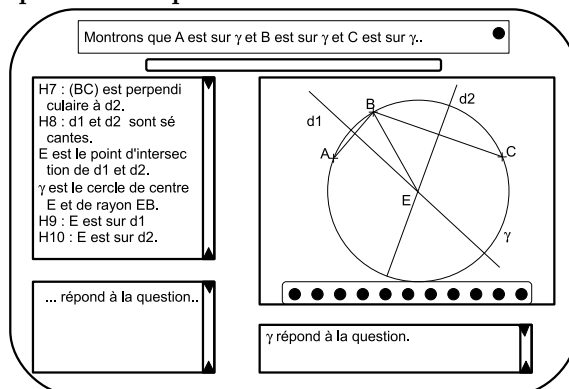 Montrons que A est sur γ et B est sur γ et C est sur γ..
H7 : (BC) est perpendi
culaire à d2.
H8 : d1 et d2 sont sé
cantes.
E est le point d'intersec
tion de d1 et d2.
γ est le cercle de centre
E et de rayon EB.
H9 : E est sur d1
H10 : E est sur d2.
d2
B
d1
A
C
E
γ
... répond à la question..
γ répond à la question.